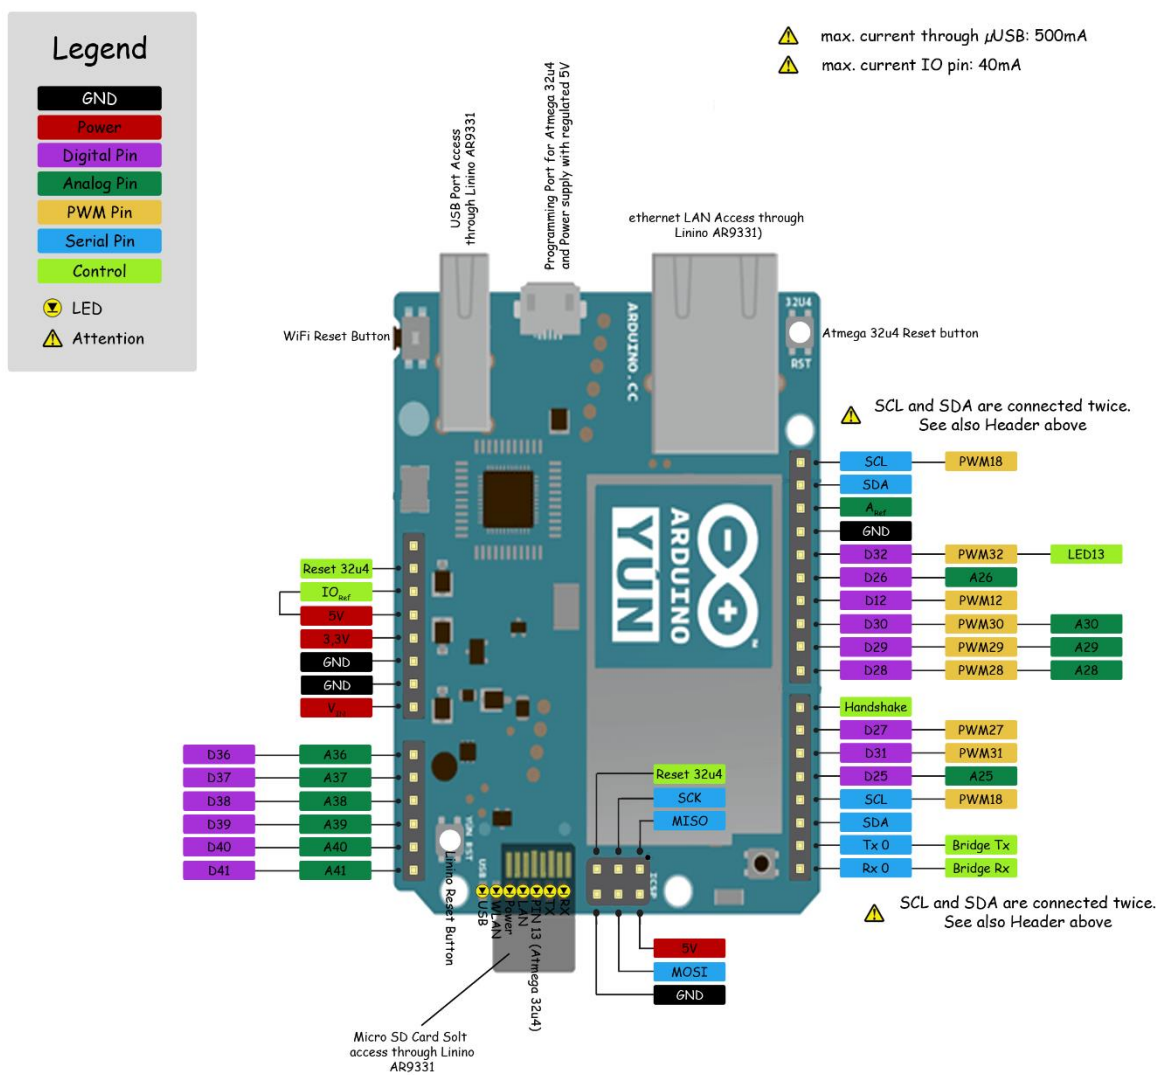 Legend
GND
Power
Digital Pin
Analog Pin
PWM Pin
Serial Pin
Control
LED
Attention
max. current through µUSB: 500mA
max. current IO pin: 40mA
USB Port Access
through Linino AR9331
Programming Port for Atmega 32u4
and Power supply with regulated 5V
ethernet LAN Access through
Linino AR9331)
WiFi Reset Button
ARDUINO.CC
32U4
RST
Atmega 32u4 Reset button
SCL and SDA are connected twice.
See also Header above
SCL PWM18
SDA
ARef
GND
D32 PWM32 LED13
D26 A26
D12 PWM12
D30 PWM30 A30
D29 PWM29 A29
D28 PWM28 A28
ARDUINO
YÚN
TM
Reset 32u4
IORef
5V
3,3V
GND
GND
VIN
Handshake
D27 PWM27
D31 PWM31
D25 A25
SCL PWM18
SDA
Tx 0 Bridge Tx
Rx 0 Bridge Rx
SCL and SDA are connected twice.
See also Header above
D36 A36
D37 A37
D38 A38
D39 A39
D40 A40
D41 A41
Reset 32u4
SCK
MISO
ICSP
5V
MOSI
GND
YUN RST
Linino Reset Button
USB
USB
WLAN
Power
LAN
PIN 13 (Atmega 32u4)
TX
RX
Micro SD Card Solt
access through Linino
AR9331